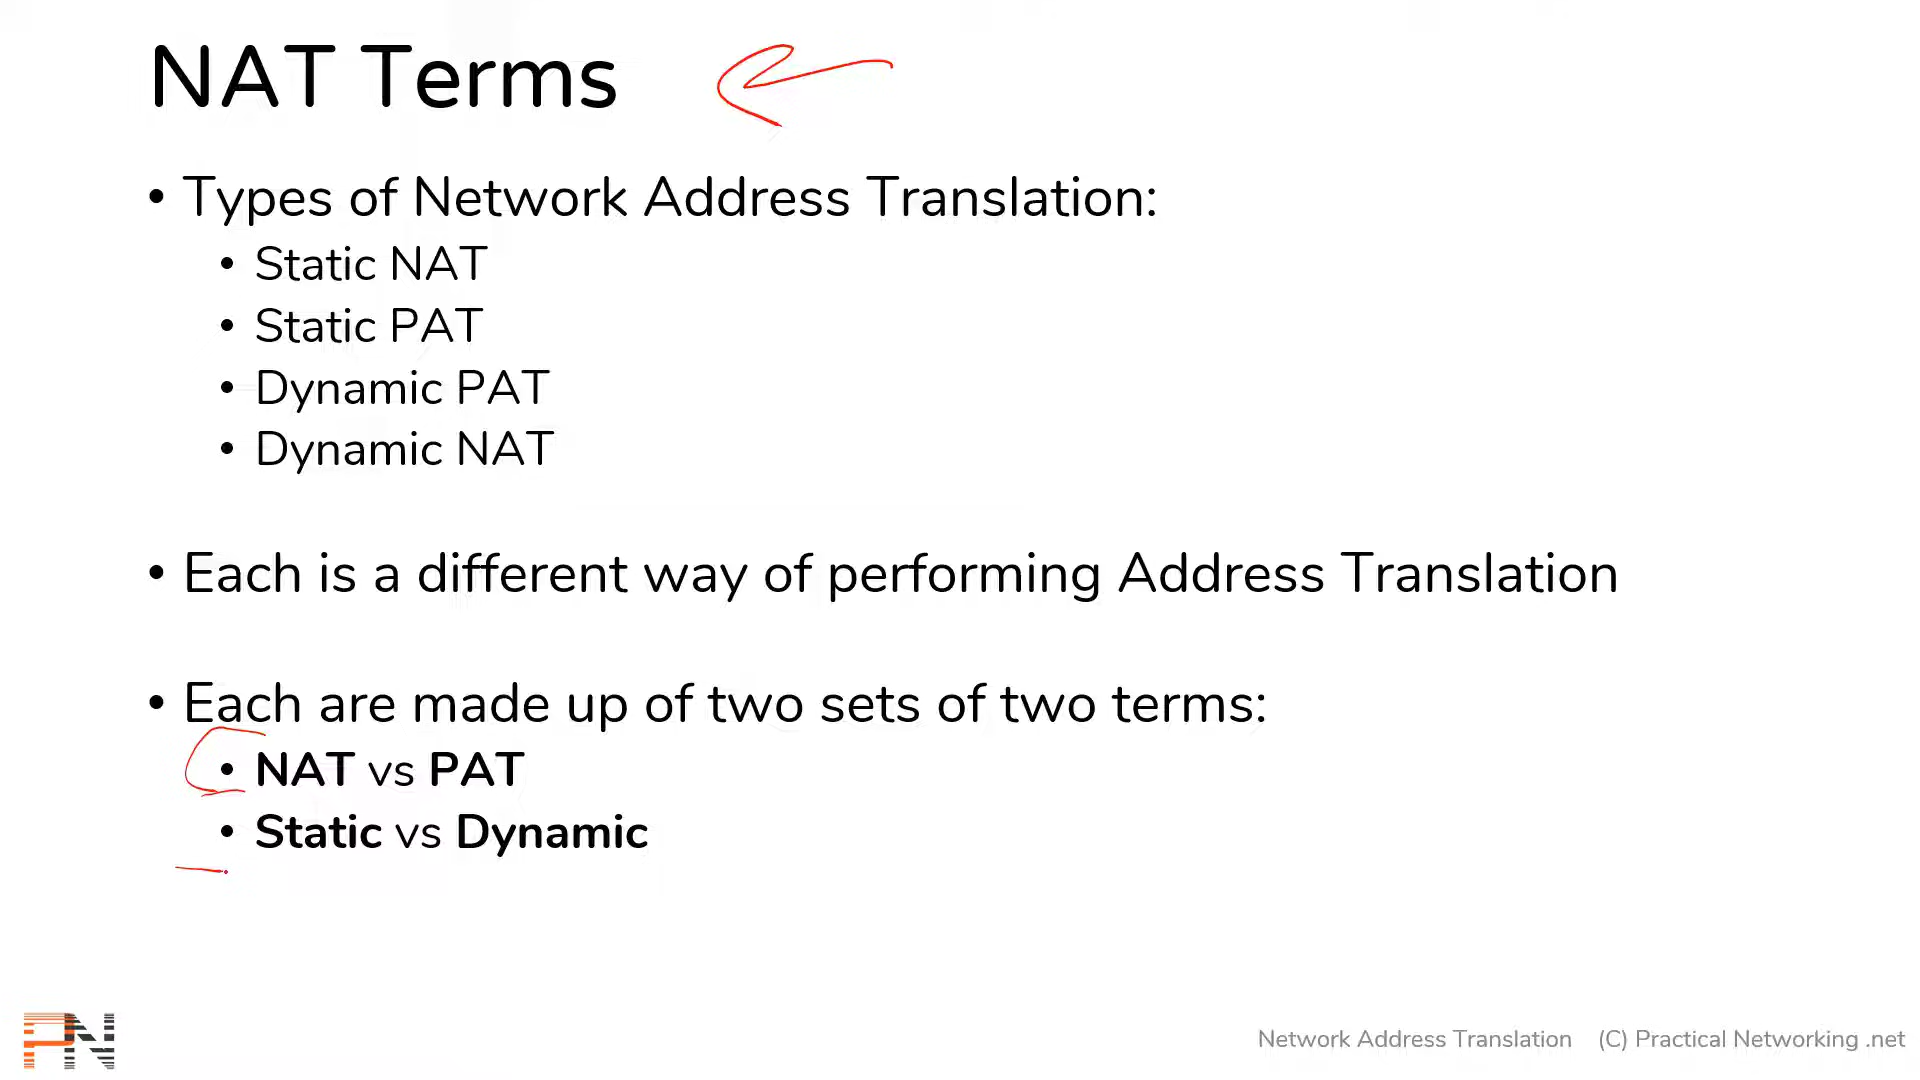 NAT Terms
• Types of Network Address Translation:
• Static NAT
• Static PAT
• Dynamic PAT
• Dynamic NAT
• Each is a different way of performing Address Translation
• Each are made up of two sets of two terms:
• NAT vs PAT
• Static vs Dynamic
PN
Network Address Translation (C) Practical Networking .net